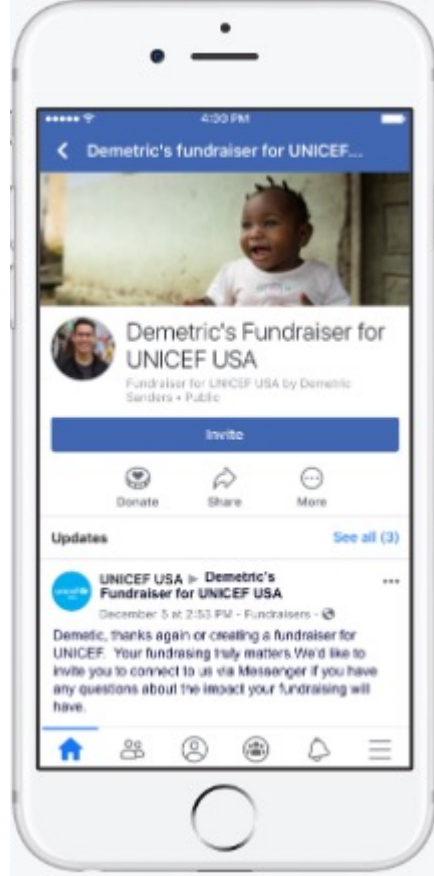 4:00 PM
Demetric's fundraiser for UNICEF...
Demetric's Fundraiser for
UNICEF USA
Fundraiser for UNICEF USA by Demetric
Sanders • Public
Invite
Donate
Share
More
Updates
See all (3)
UNICEF USA ▶ Demetric's
Fundraiser for UNICEF USA
December 5 at 2:53 PM - Fundraisers -
Demetic, thanks again or creating a fundraiser for
UNICEF. Your fundrasing truly matters.We'd like to
invite you to connect to us via Messenger if you have
any questions about the impact your fundraising will
have.